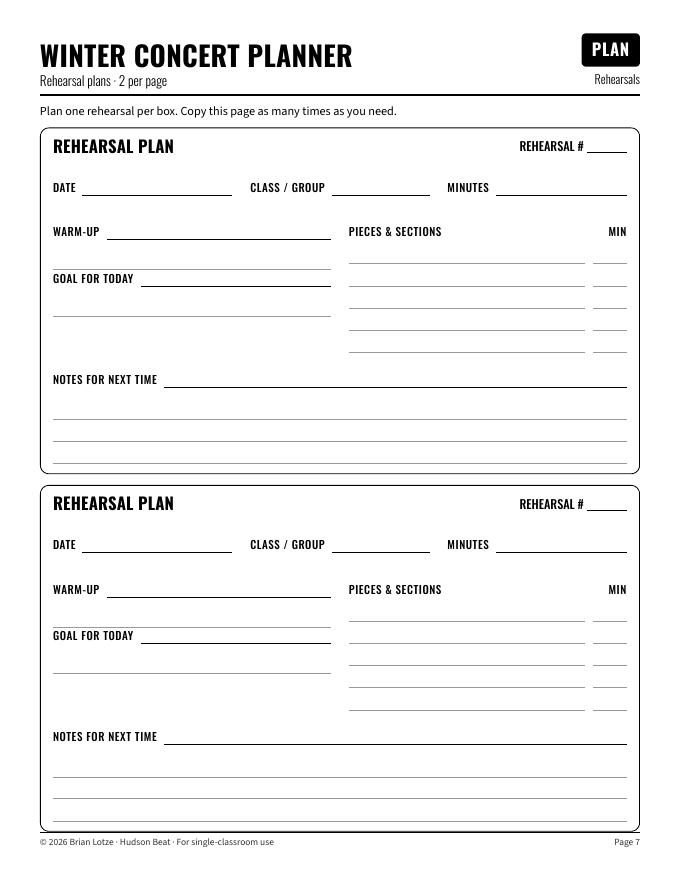 WINTER CONCERT PLANNER
PLAN
Rehearsal plans · 2 per page
Rehearsals
Plan one rehearsal per box. Copy this page as many times as you need.
REHEARSAL PLAN
REHEARSAL #
DATE CLASS / GROUP MINUTES
WARM-UP
PIECES & SECTIONS MIN
GOAL FOR TODAY
NOTES FOR NEXT TIME
REHEARSAL PLAN
REHEARSAL #
DATE CLASS / GROUP MINUTES
WARM-UP
PIECES & SECTIONS MIN
GOAL FOR TODAY
NOTES FOR NEXT TIME
© 2026 Brian Lotze · Hudson Beat · For single-classroom use
Page 7